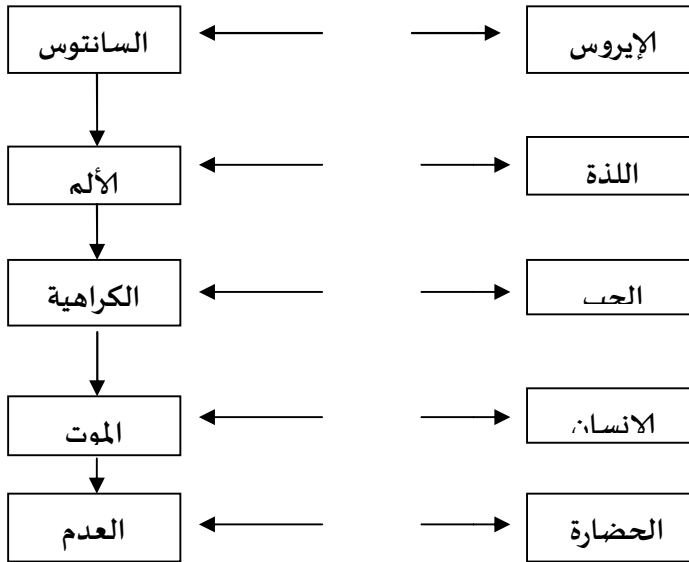 الإيروس السانتوس
اللذة الألم
الحب الكراهية
الانسان الموت
الحضارة العدم